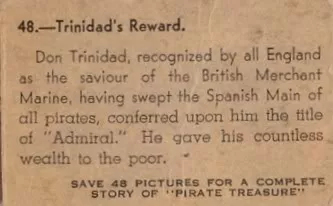 48.—Trinidad's Reward.
Don Trinidad, recognized by all England
as the saviour of the British Merchant
Marine, having swept the Spanish Main of
all pirates, conferred upon him the title
of "Admiral." He gave his countless
wealth to the poor.
SAVE 48 PICTURES FOR A COMPLETE
STORY OF "PIRATE TREASURE"